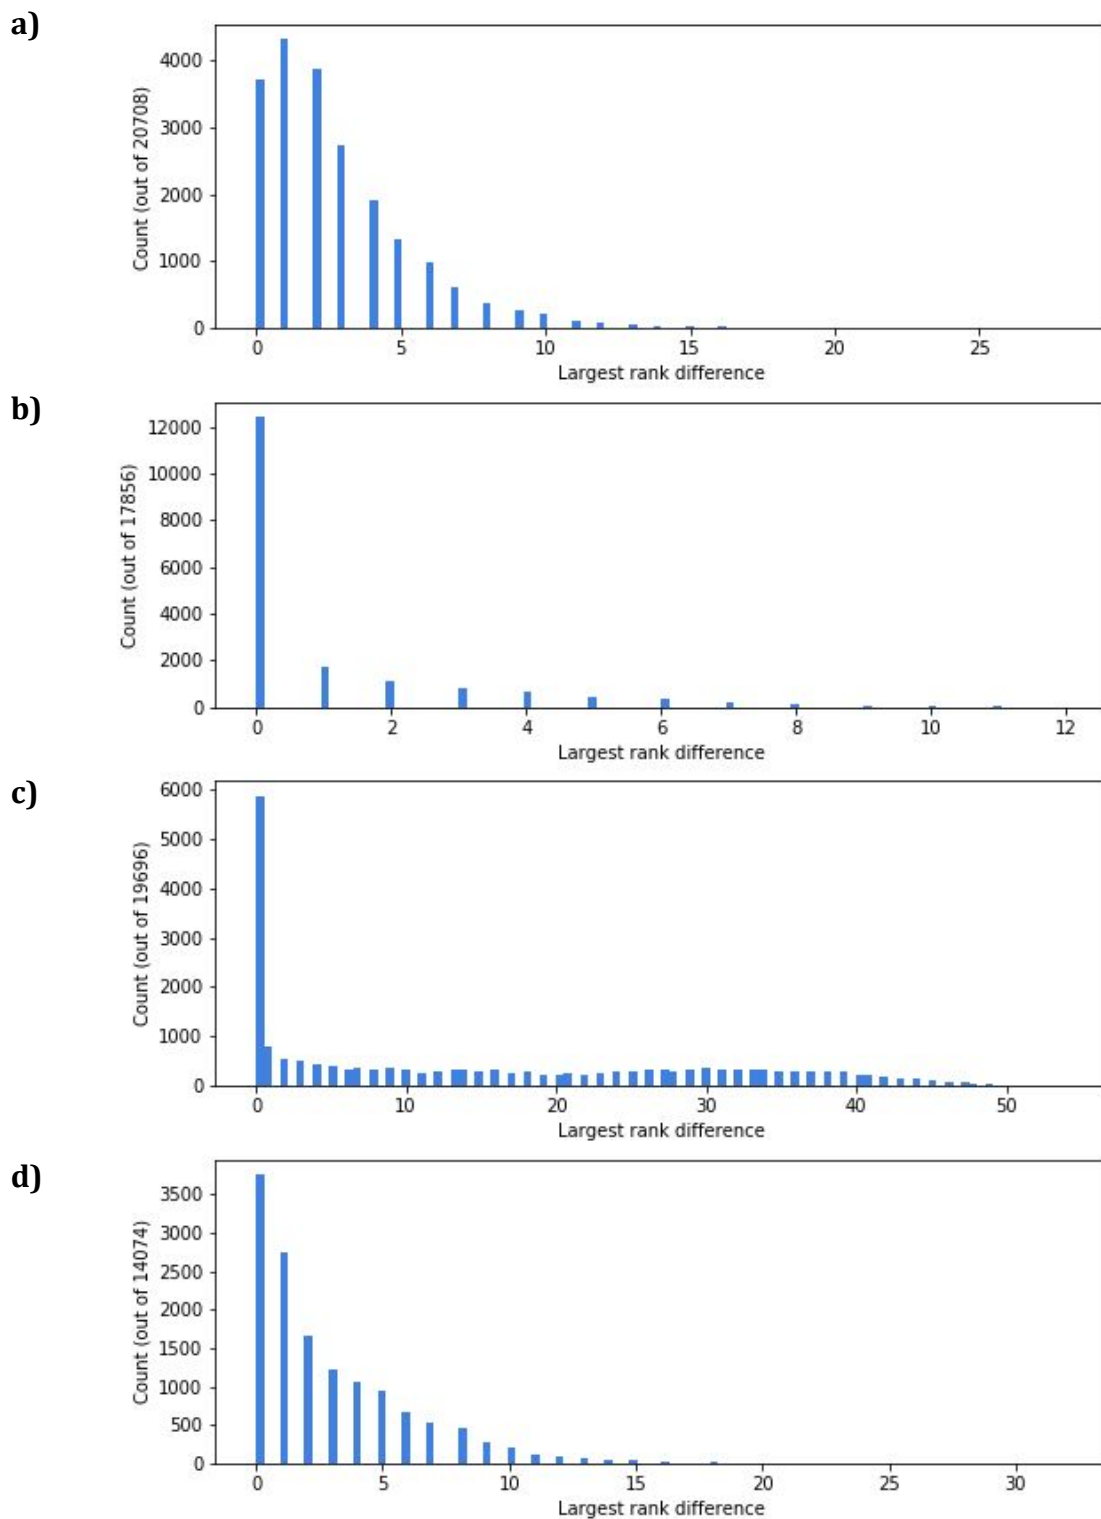 a)
4000
3000
2000
1000
0
Count (out of 20708)
0 5 10 15 20 25
Largest rank difference
b)
12000
10000
8000
6000
4000
2000
0
Count (out of 17856)
0 2 4 6 8 10 12
Largest rank difference
c)
6000
5000
4000
3000
2000
1000
0
Count (out of 19696)
0 10 20 30 40 50
Largest rank difference
d)
3500
3000
2500
2000
1500
1000
500
0
Count (out of 14074)
0 5 10 15 20 25 30
Largest rank difference